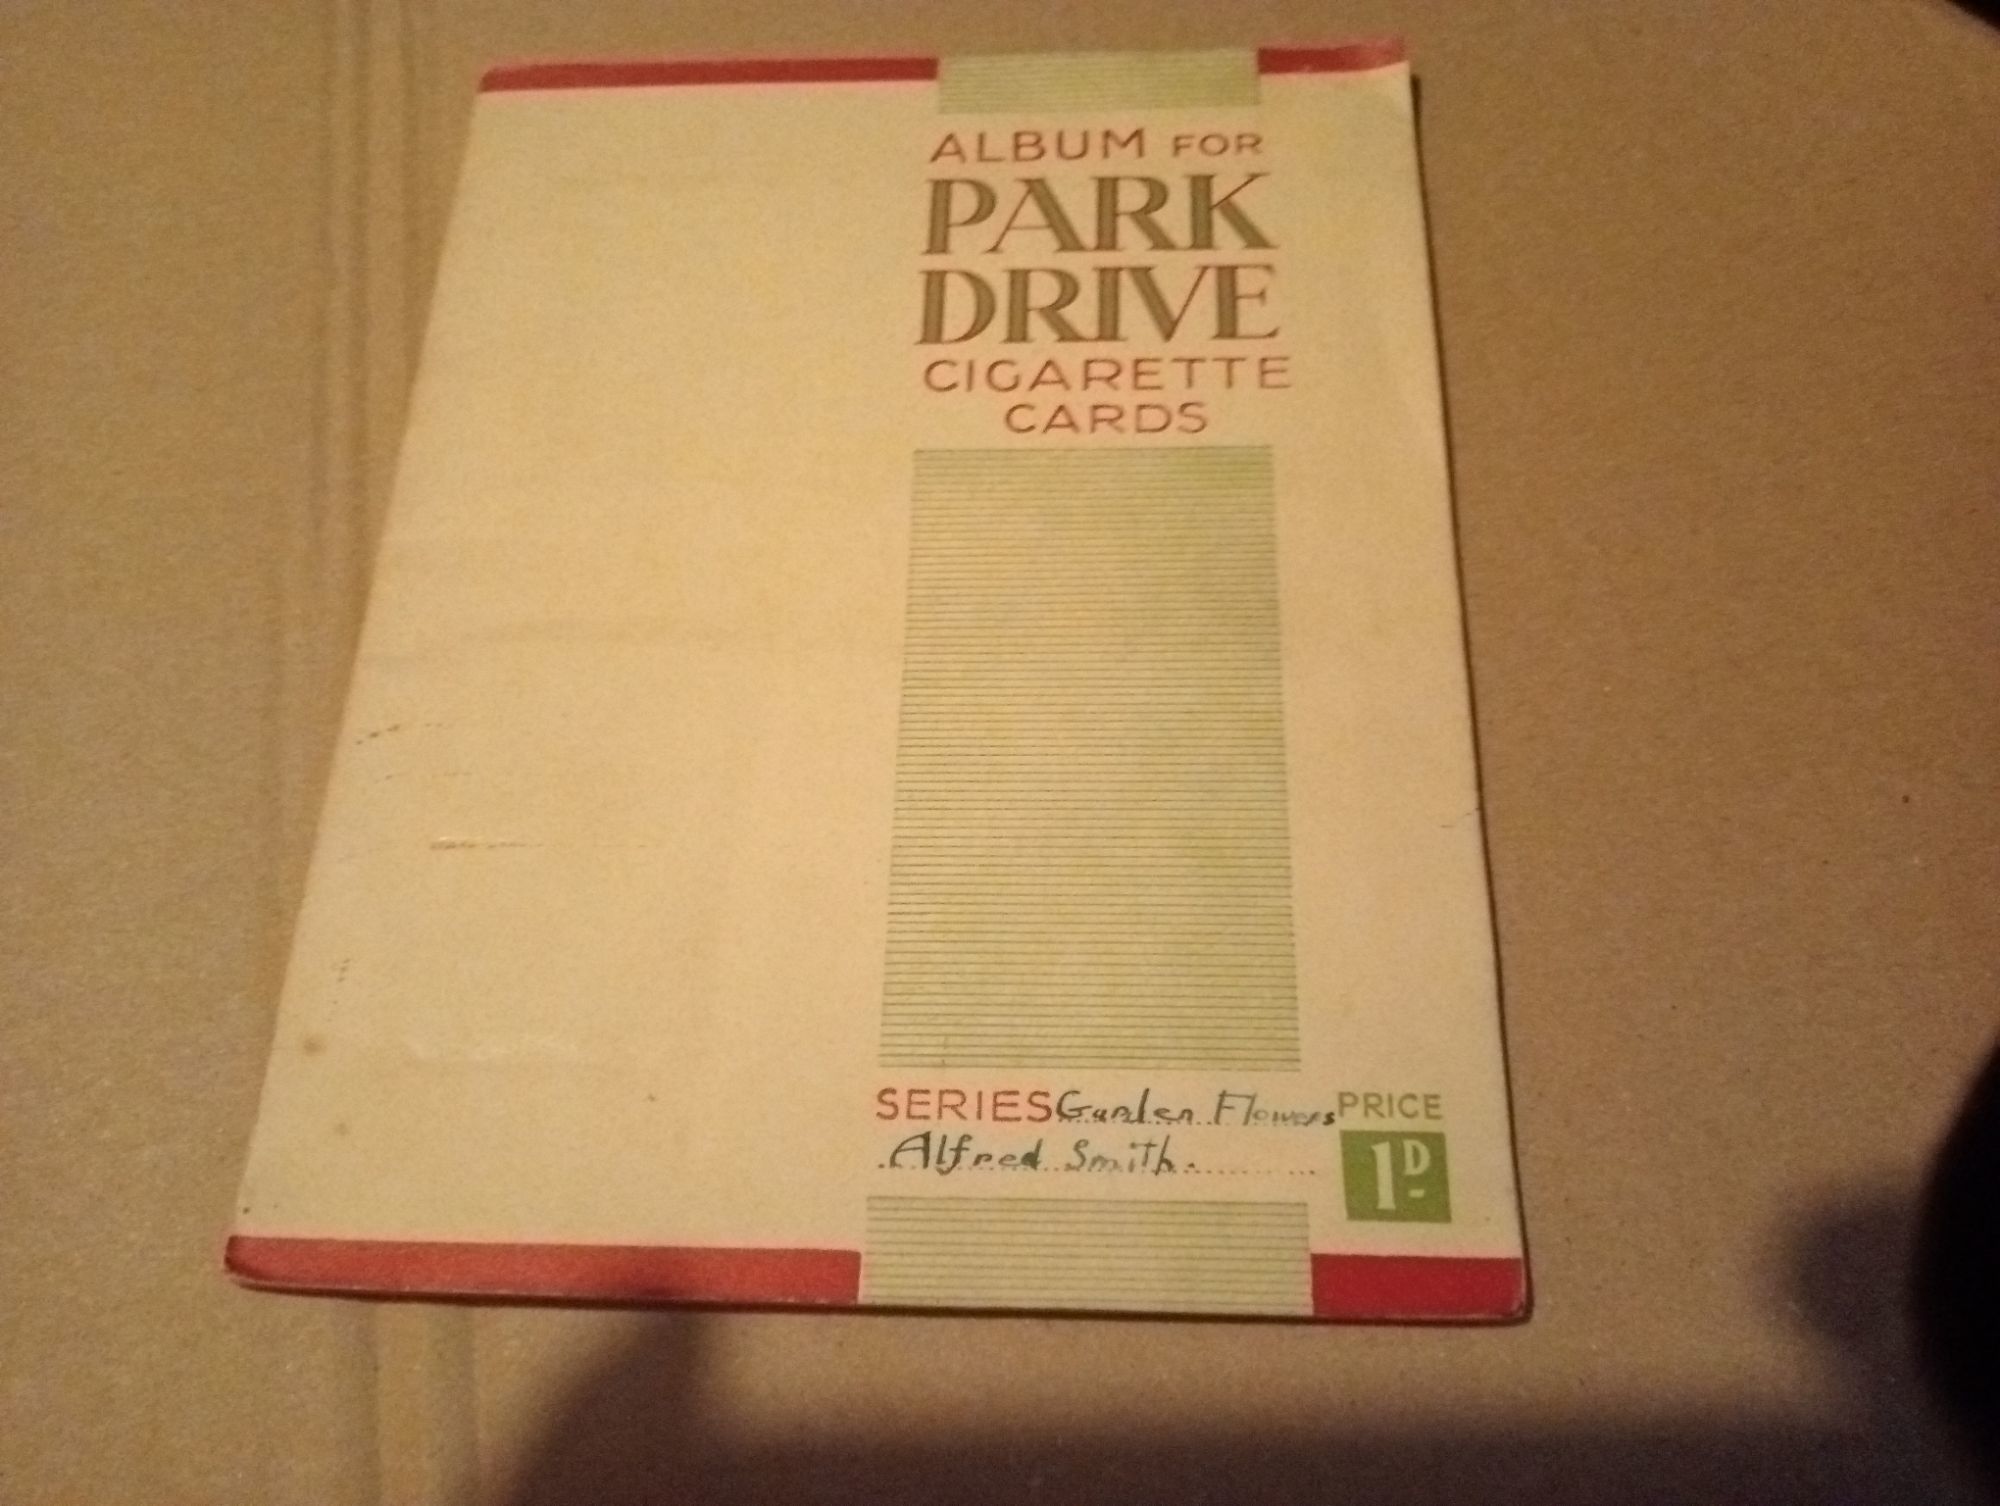 ALBUM FOR
PARK
DRIVE
CIGARETTE
CARDS
SERIES Garden Flowers
Alfred Smith.
PRICE
1D-